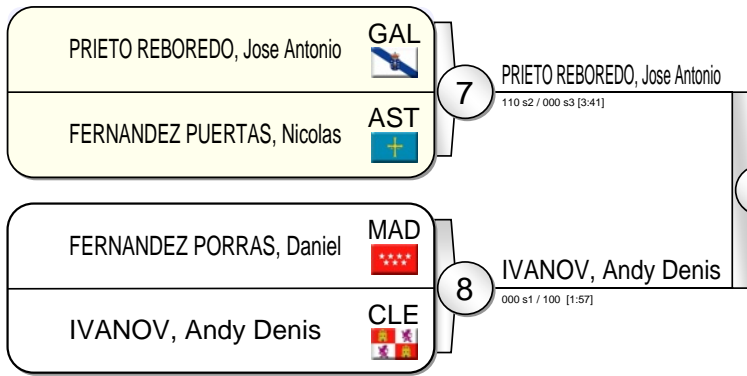 PRIETO REBOREDO, Jose Antonio GAL
FERNANDEZ PUERTAS, Nicolas AST
7
PRIETO REBOREDO, Jose Antonio
110 s2 / 000 s3 [3:41]
FERNANDEZ PORRAS, Daniel MAD
IVANOV, Andy Denis CLE
8
IVANOV, Andy Denis
000 s1 / 100 [1:57]